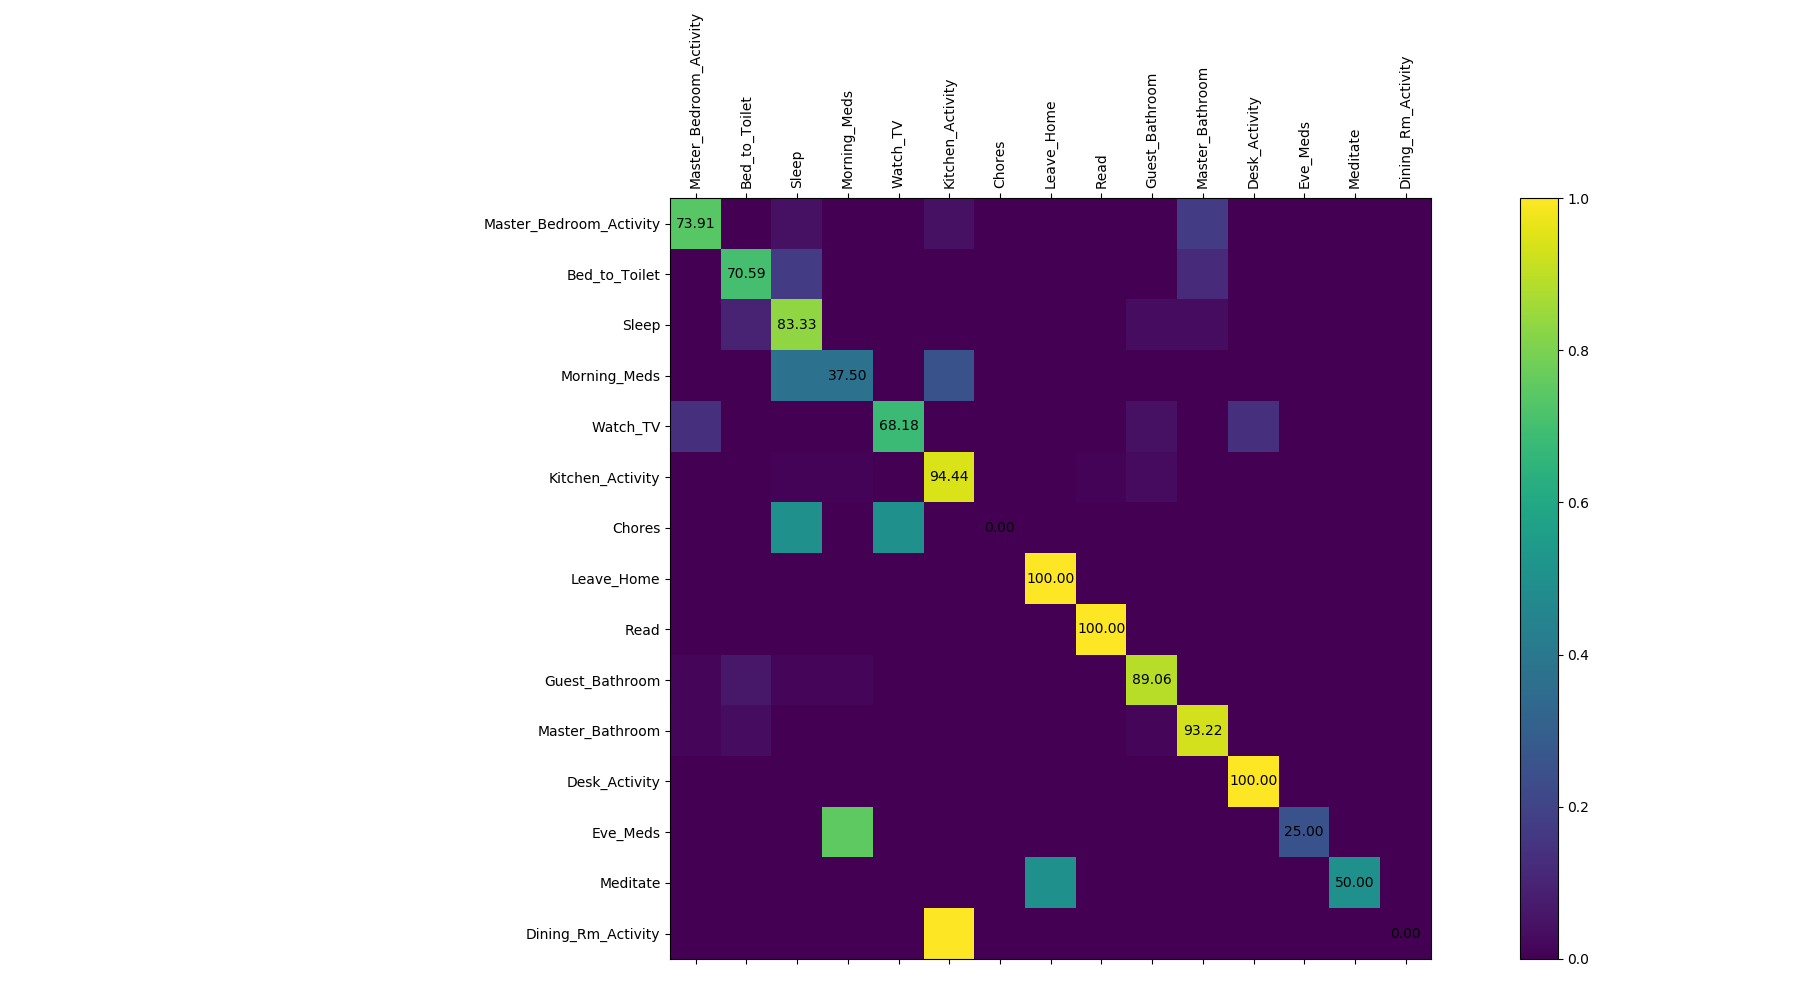 Master_Bedroom_Activity
Bed_to_Toilet
Sleep
Morning_Meds
Watch_TV
Kitchen_Activity
Chores
Leave_Home
Read
Guest_Bathroom
Master_Bathroom
Desk_Activity
Eve_Meds
Meditate
Dining_Rm_Activity
Master_Bedroom_Activity 73.91
Bed_to_Toilet 70.59
Sleep 83.33
Morning_Meds 37.50
Watch_TV 68.18
Kitchen_Activity 94.44
Chores 0.00
Leave_Home 100.00
Read 100.00
Guest_Bathroom 89.06
Master_Bathroom 93.22
Desk_Activity 100.00
Eve_Meds 25.00
Meditate 50.00
Dining_Rm_Activity 0.00
1.0
0.8
0.6
0.4
0.2
0.0